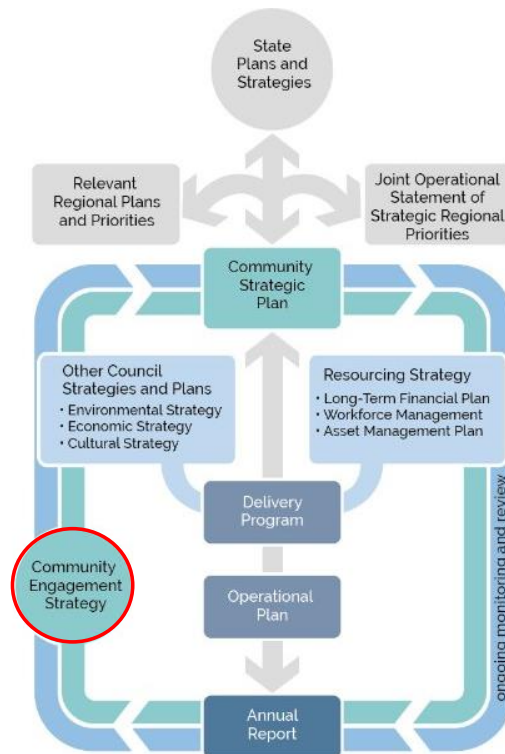 State
Plans and
Strategies
Relevant
Regional Plans
and Priorities
Joint Operational
Statement of
Strategic Regional
Priorities
Community
Strategic
Plan
Other Council
Strategies and Plans
• Environmental Strategy
• Economic Strategy
• Cultural Strategy
Resourcing Strategy
• Long-Term Financial Plan
• Workforce Management
• Asset Management Plan
Delivery
Program
Community
Engagement
Strategy
Operational
Plan
ongoing monitoring and review
Annual
Report